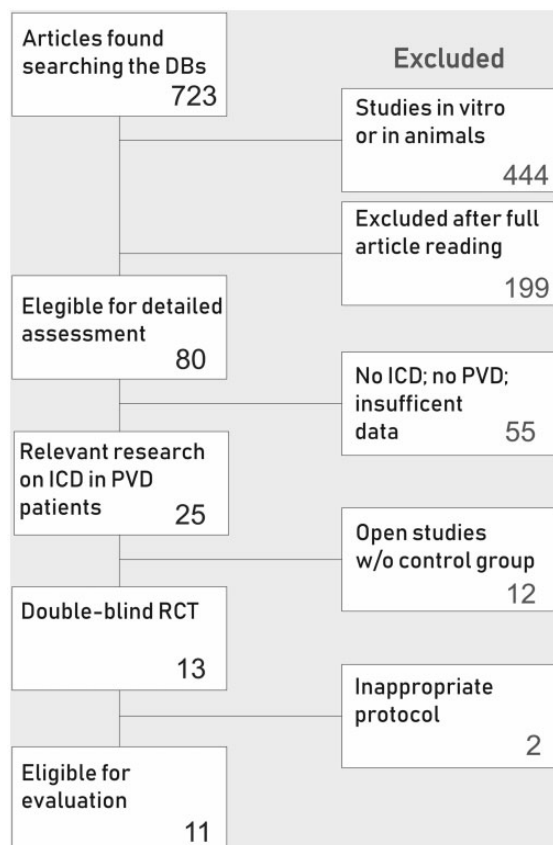 Articles found
searching the DBs
723
Excluded
Studies in vitro
or in animals
444
Excluded after full
article reading
199
Elegible for detailed
assessment
80
No ICD; no PVD;
insufficent
data
55
Relevant research
on ICD in PVD
patients
25
Open studies
w/o control group
12
Double-blind RCT
13
Inappropriate
protocol
2
Eligible for
evaluation
11